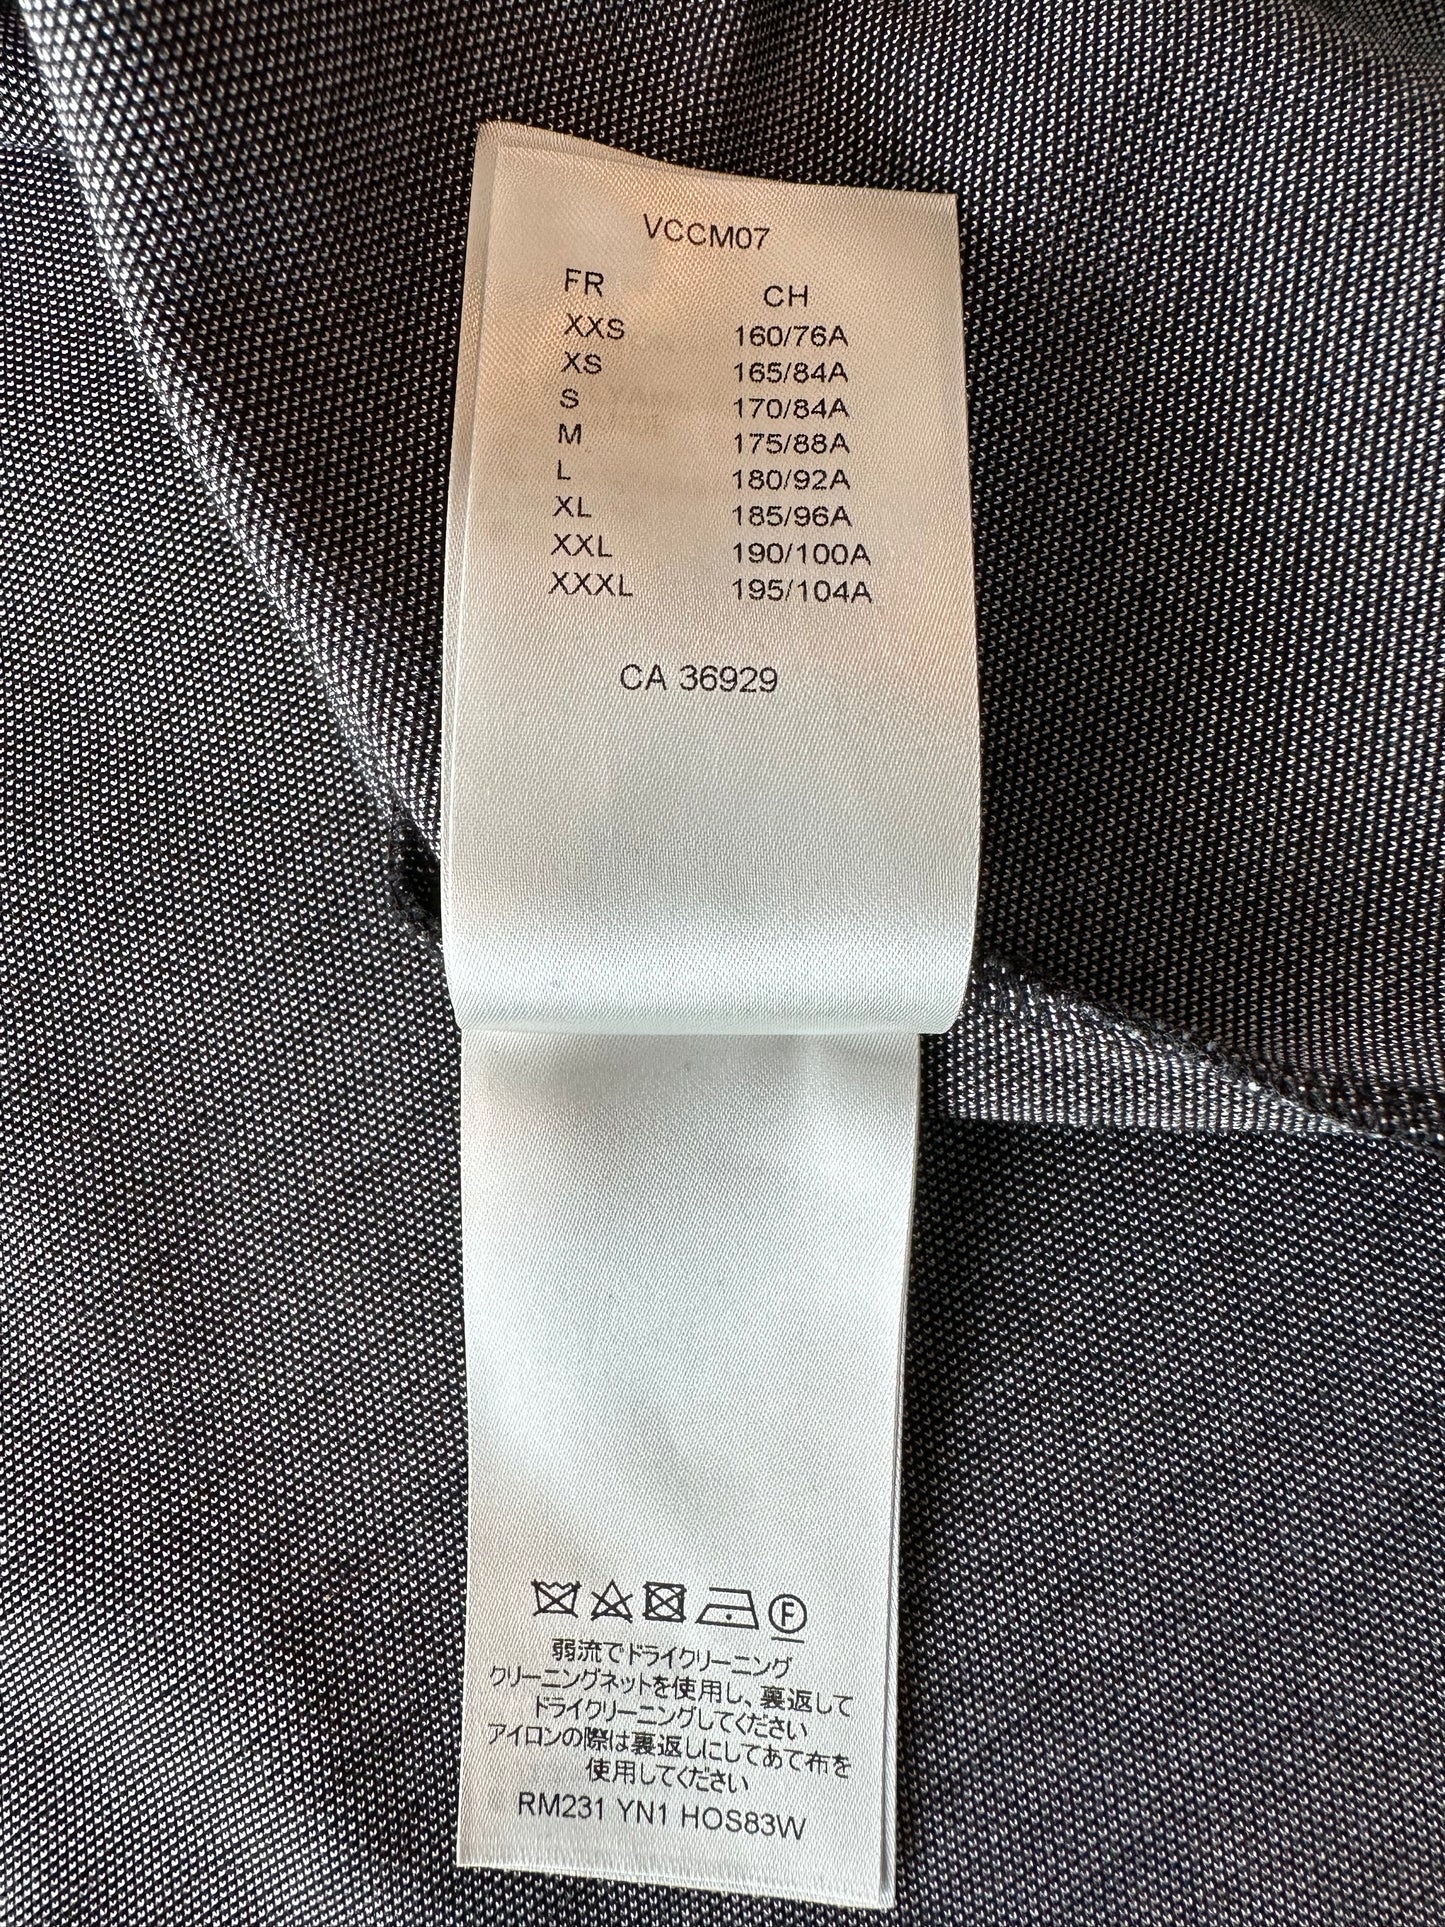 VCCM07
FR CH
XXS 160/76A
XS 165/84A
S 170/84A
M 175/88A
L 180/92A
XL 185/96A
XXL 190/100A
XXXL 195/104A
CA 36929
F
弱流でドライクリーニング
クリーニングネットを使用し、裏返して
ドライクリーニングしてください
アイロンの際は裏返しにしてあて布を
使用してください
RM231 YN1 HOS83W